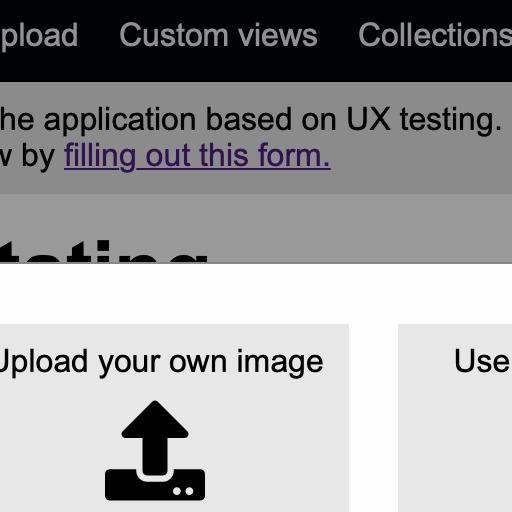 pload Custom views Collections
he application based on UX testing.
w by filling out this form.
tating
Upload your own image Use